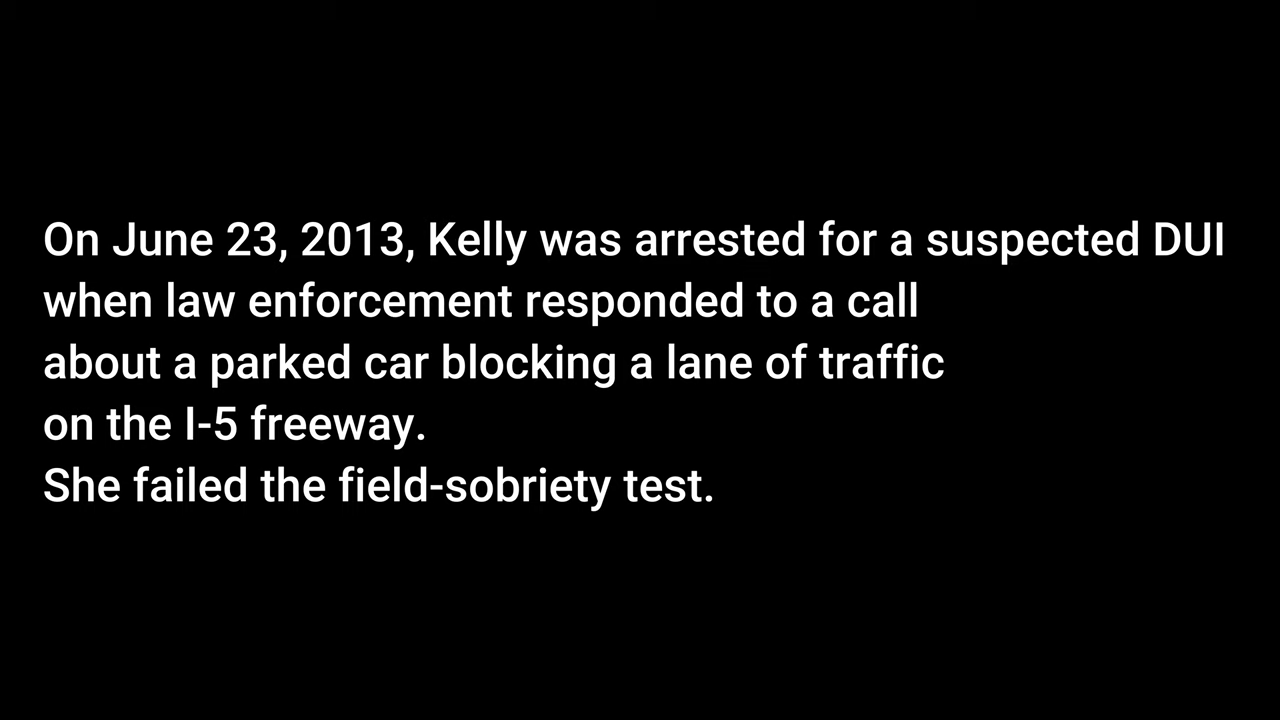 On June 23, 2013, Kelly was arrested for a suspected DUI
when law enforcement responded to a call
about a parked car blocking a lane of traffic
on the I-5 freeway.
She failed the field-sobriety test.